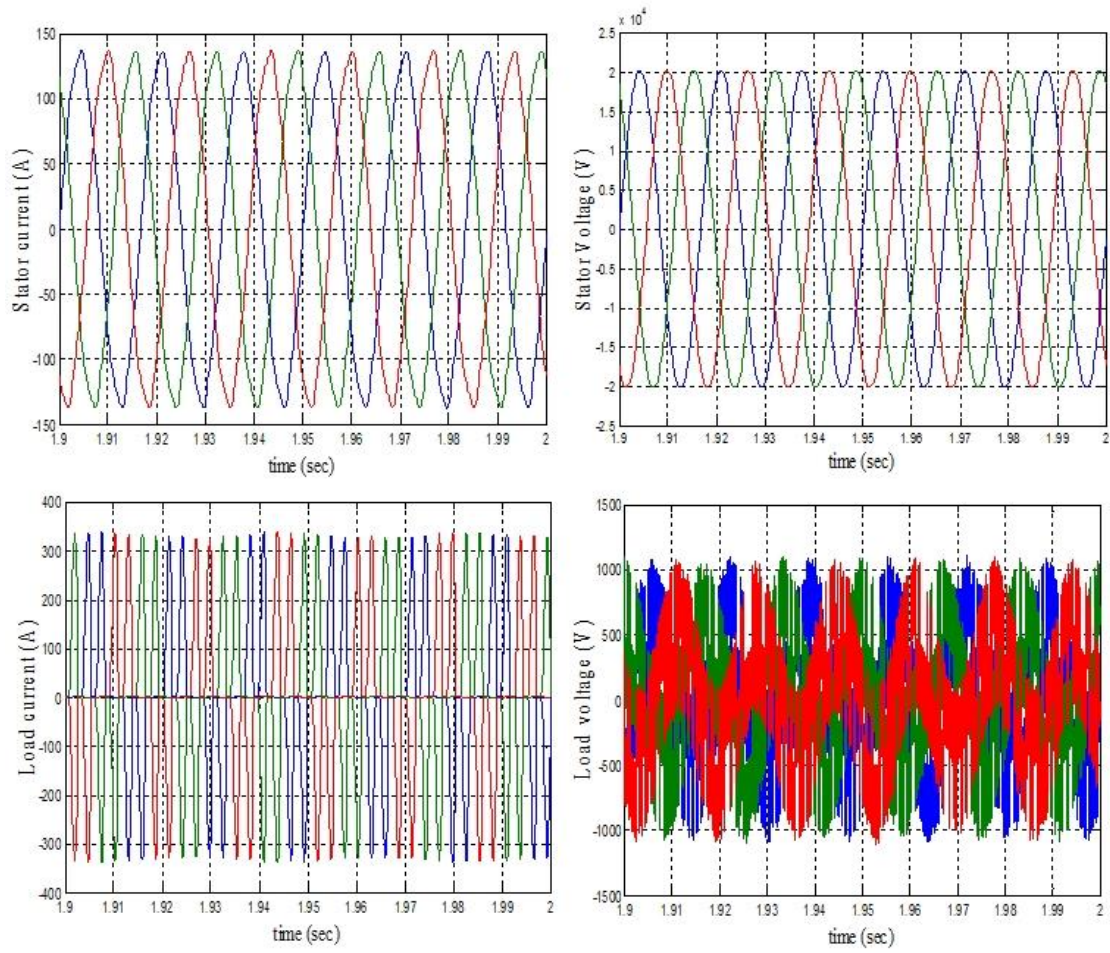 Stator current (A)
150
100
50
0
-50
-100
-150
1.9 1.91 1.92 1.93 1.94 1.95 1.96 1.97 1.98 1.99 2
time (sec)
x 10⁴
Stator Voltage (V)
2.5
2
1.5
1
0.5
0
-0.5
-1
-1.5
-2
-2.5
1.9 1.91 1.92 1.93 1.94 1.95 1.96 1.97 1.98 1.99 2
time (sec)
Load current (A)
400
300
200
100
0
-100
-200
-300
-400
1.9 1.91 1.92 1.93 1.94 1.95 1.96 1.97 1.98 1.99 2
time (sec)
Load voltage (V)
1500
1000
500
0
-500
-1000
-1500
1.9 1.91 1.92 1.93 1.94 1.95 1.96 1.97 1.98 1.99 2
time (sec)